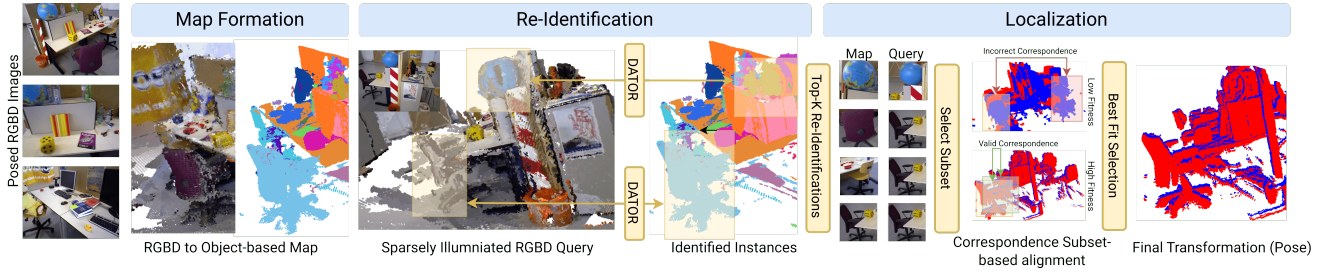 Map Formation
Re-Identification
Localization
Posed RGBD Images
DATOR
DATOR
Top-K Re-Identifications
Map
Query
Select Subset
Incorrect Correspondence
Low Fitness
Valid Correspondence
High Fitness
Best Fit Selection
RGBD to Object-based Map
Sparsely Illumniated RGBD Query
Identified Instances
Correspondence Subset-
based alignment
Final Transformation (Pose)